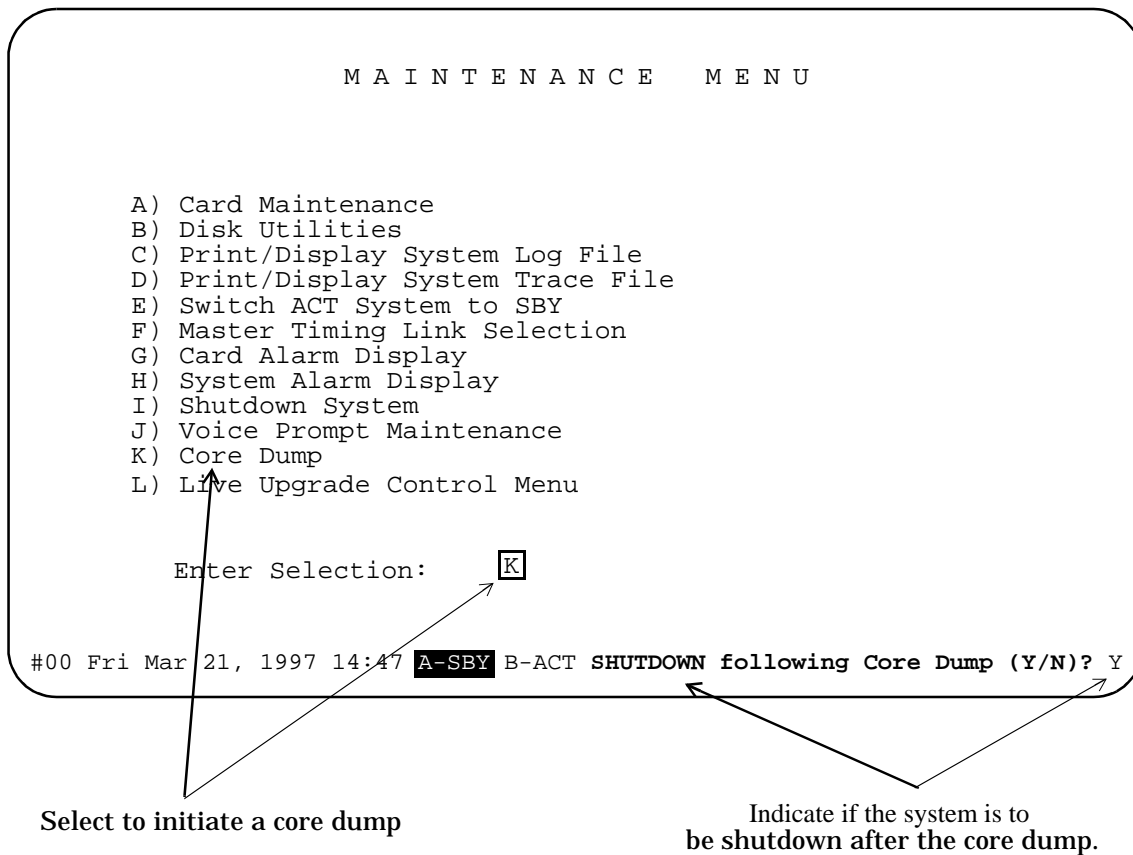 M A I N T E N A N C E   M E N U
A) Card Maintenance
B) Disk Utilities
C) Print/Display System Log File
D) Print/Display System Trace File
E) Switch ACT System to SBY
F) Master Timing Link Selection
G) Card Alarm Display
H) System Alarm Display
I) Shutdown System
J) Voice Prompt Maintenance
K) Core Dump
L) Live Upgrade Control Menu
Enter Selection: K
#00 Fri Mar 21, 1997 14:47 A-SBY B-ACT SHUTDOWN following Core Dump (Y/N)? Y
Select to initiate a core dump
Indicate if the system is to
be shutdown after the core dump.